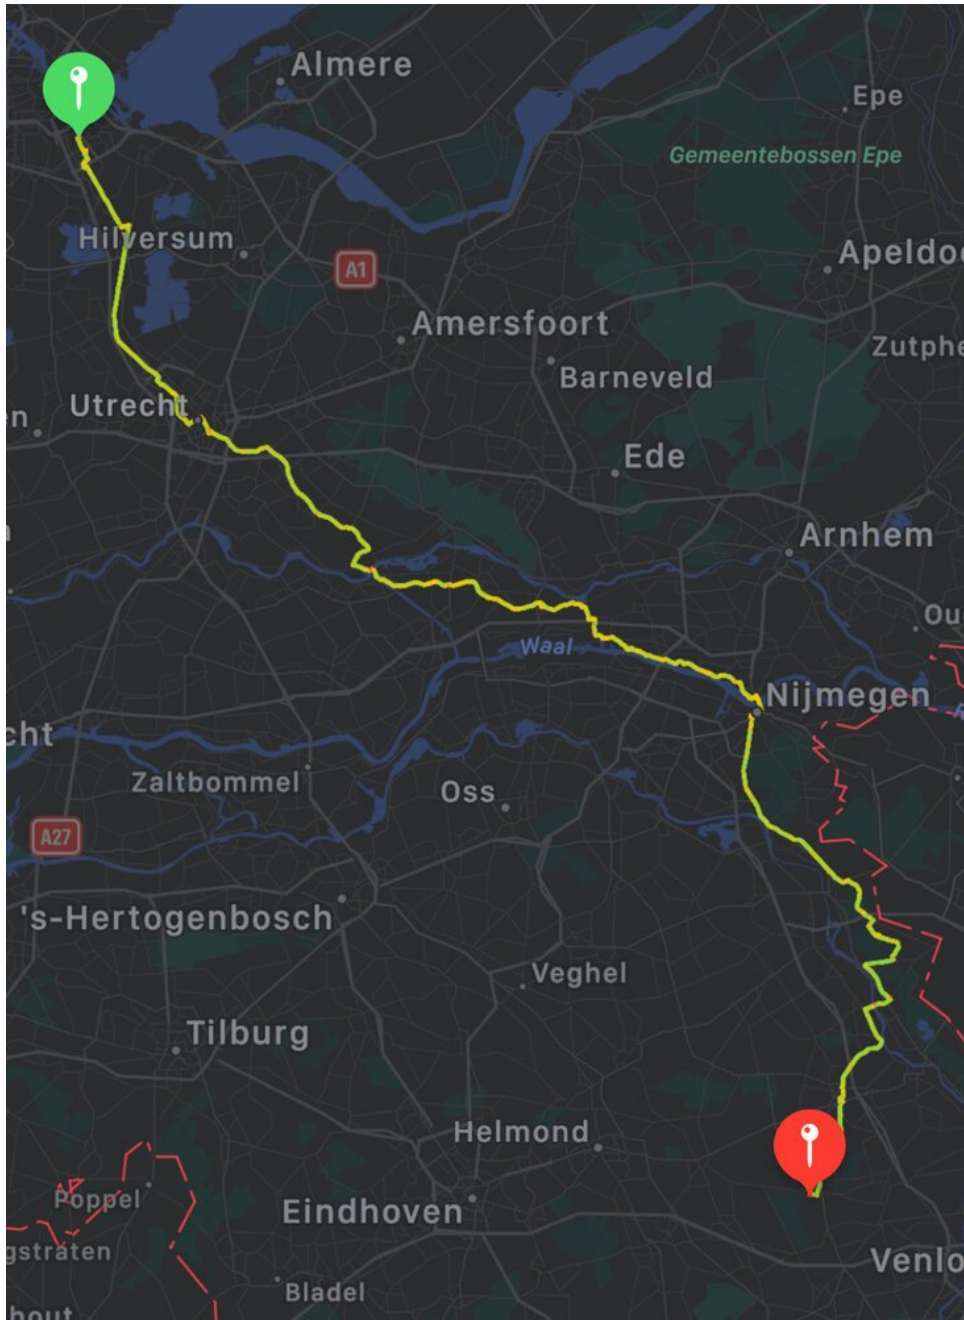 Almere
Epe
Gemeentebossen Epe
Hilversum
A1
Apeldoo
Amersfoort
Zutphe
Barneveld
Utrecht
en
Ede
Arnhem
Ou
Waal
Nijmegen
cht
Zaltbommel
Oss
A27
's-Hertogenbosch
Veghel
Tilburg
Helmond
Poppel
Eindhoven
gstraten
Venlo
Bladel
hout